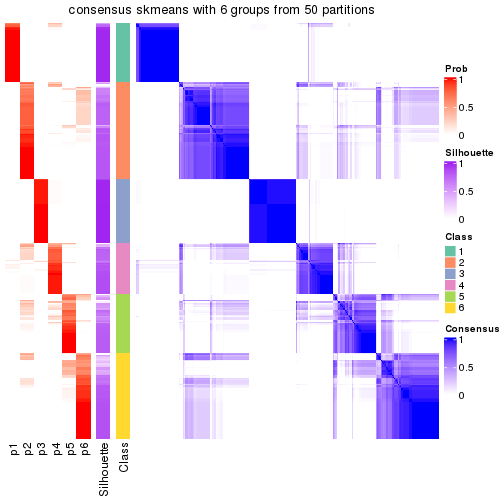 consensus skmeans with 6 groups from 50 partitions
Prob
1
0.5
0
Silhouette
1
0.5
0
Class
1
2
3
4
5
6
Consensus
1
0.5
0
p1
p2
p3
p4
p5
p6
Silhouette
Class